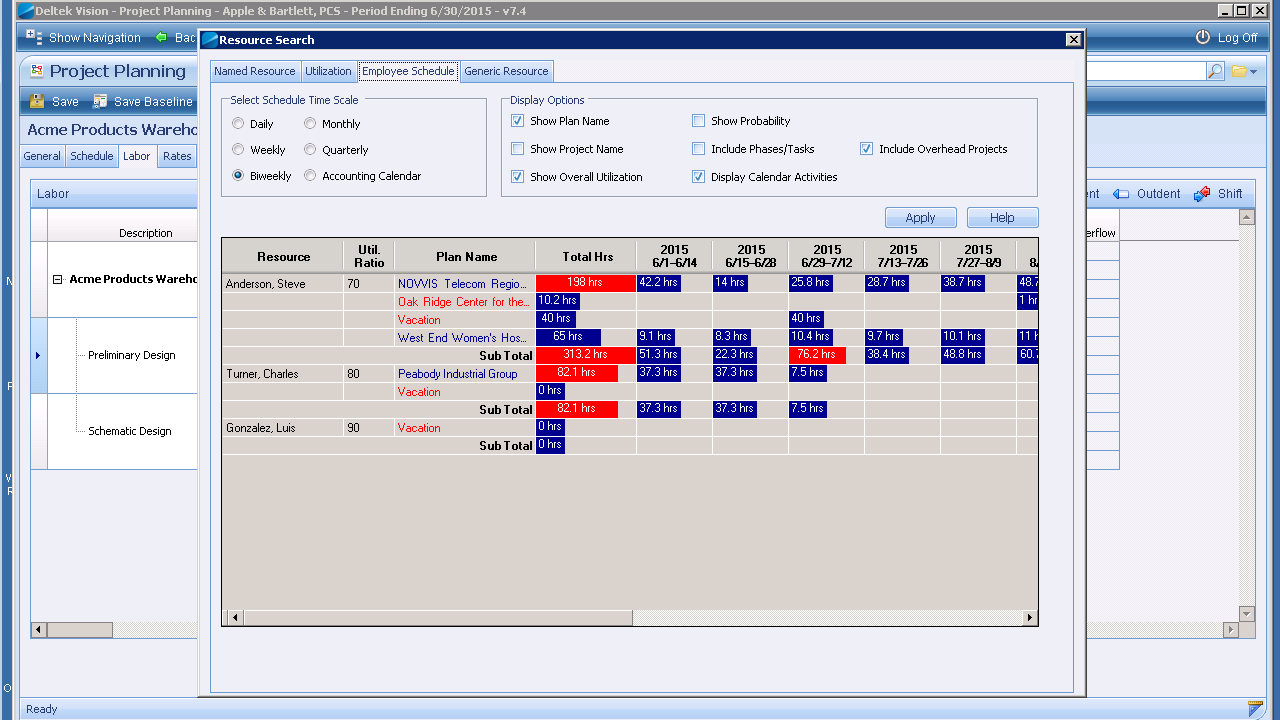 Deltek Vision - Project Planning - Apple & Bartlett, PCS - Period Ending 6/30/2015 - v7.4
Show Navigation Bac Log Off
Resource Search
Project Planning
Save Save Baseline
Acme Products Wareho
General Schedule Labor Rates
Labor
Description
Acme Products Wareho
Preliminary Design
Schematic Design
Named Resource Utilization Employee Schedule Generic Resource
Select Schedule Time Scale
Daily Monthly
Weekly Quarterly
Biweekly Accounting Calendar
Display Options
Show Plan Name Show Probability
Show Project Name Include Phases/Tasks Include Overhead Projects
Show Overall Utilization Display Calendar Activities
Apply Help
Resource Util Ratio Plan Name Total Hrs 2015 6/1-6/14 2015 6/15-6/28 2015 6/29-7/12 2015 7/13-7/26 2015 7/27-8/9 8/
Anderson, Steve 70 NOVVIS Telecom Regio... 198 hrs 42.2 hrs 14 hrs 25.8 hrs 28.7 hrs 38.7 hrs 48.7
Oak Ridge Center for the... 10.2 hrs 1 hr
Vacation 40 hrs 40 hrs
West End Women's Hos... 65 hrs 9.1 hrs 8.3 hrs 10.4 hrs 9.7 hrs 10.1 hrs 11 h
Sub Total 313.2 hrs 51.3 hrs 22.3 hrs 76.2 hrs 38.4 hrs 48.8 hrs 60.7
Turner, Charles 80 Peabody Industrial Group 82.1 hrs 37.3 hrs 37.3 hrs 7.5 hrs
Vacation 0 hrs
Sub Total 82.1 hrs 37.3 hrs 37.3 hrs 7.5 hrs
Gonzalez, Luis 90 Vacation 0 hrs
Sub Total 0 hrs
nt Outdent Shift
erflow
Ready